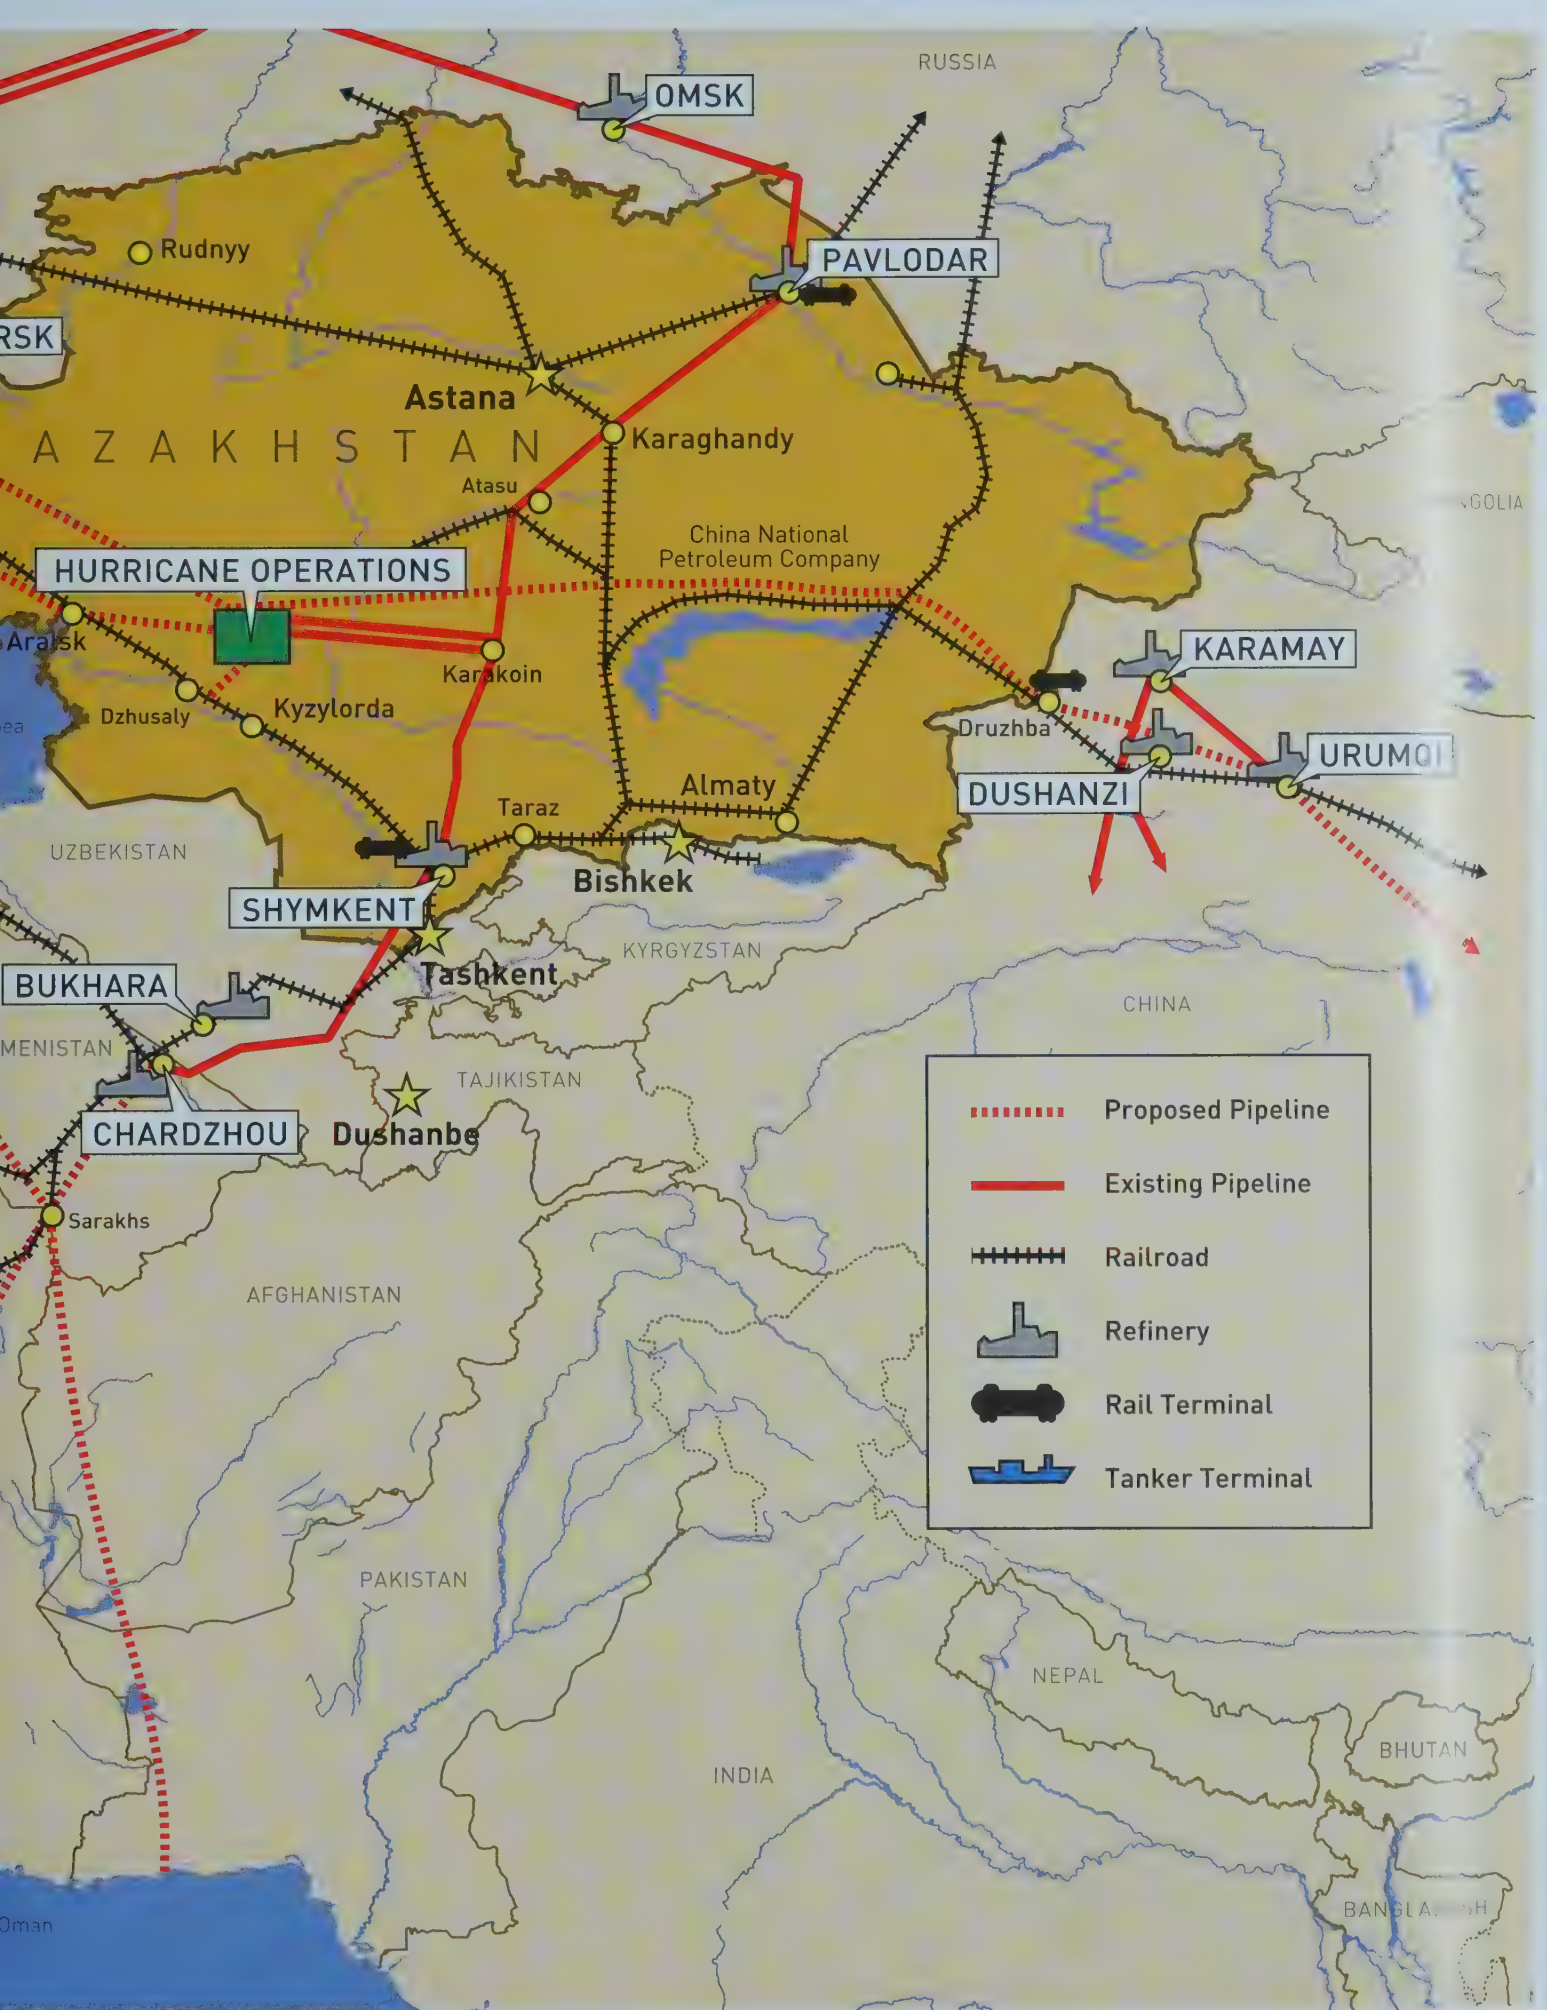 RUSSIA
OMSK
Rudnyy
PAVLODAR
RSK
Astana
AZAKHSTAN
Karaghandy
Atasu
China National
Petroleum Company
HURRICANE OPERATIONS
Aralsk
Karakoin
KARAMAY
Dzhusaly
Kyzylorda
Druzhba
URUMQI
DUSHANZI
Almaty
Taraz
UZBEKISTAN
Bishkek
SHYMKENT
KYRGYZSTAN
Tashkent
BUKHARA
CHINA
MENISTAN
TAJIKISTAN
CHARDZHOU
Dushanbe
Sarakhs
AFGHANISTAN
Proposed Pipeline
Existing Pipeline
Railroad
Refinery
Rail Terminal
Tanker Terminal
PAKISTAN
NEPAL
BHUTAN
INDIA
Oman